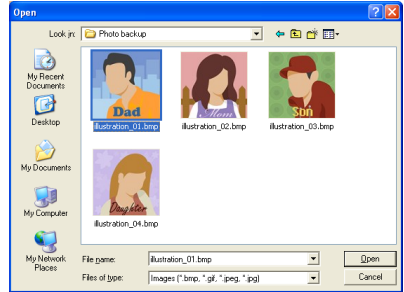 Open
Look in:
Photo backup
My Recent
Documents
Desktop
My Documents
My Computer
My Network
Places
Dad
illustration_01.bmp
Mom
illustration_02.bmp
Son
illustration_03.bmp
Daughter
illustration_04.bmp
File name:
illustration_01.bmp
Open
Files of type:
Images (*.bmp, *.gif, *.jpeg, *.jpg)
Cancel